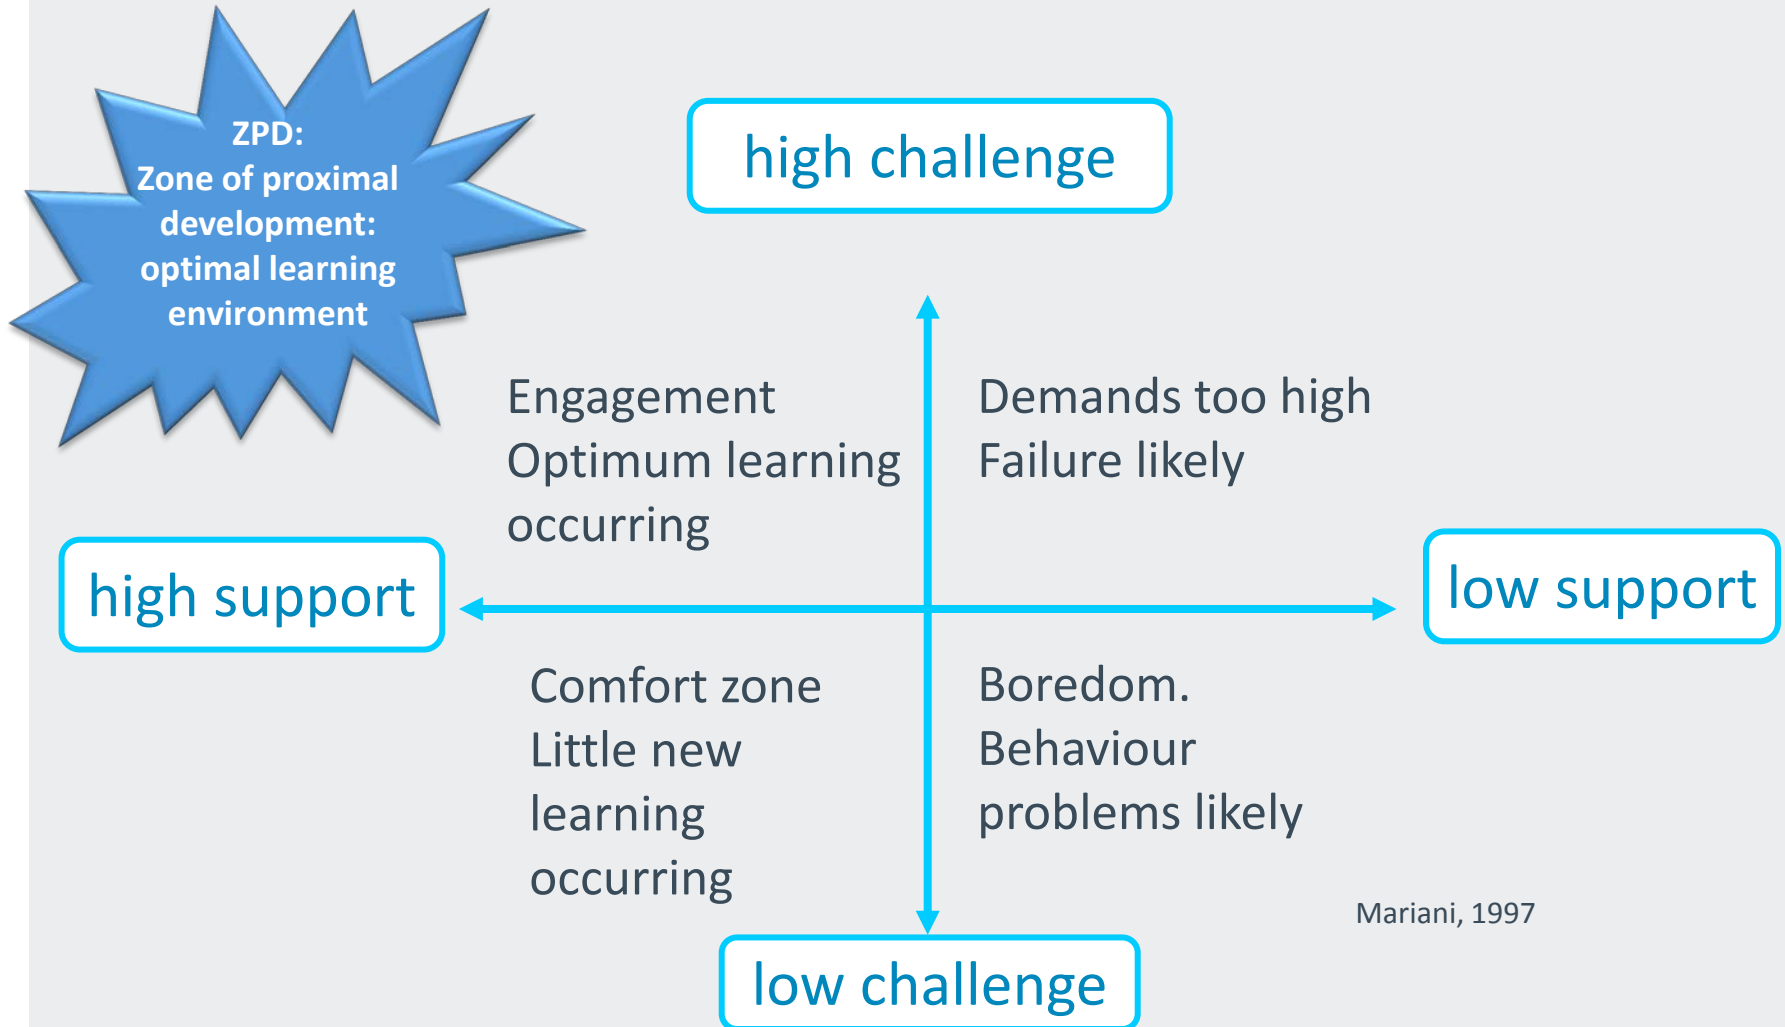 ZPD:
Zone of proximal
development:
optimal learning
environment
high challenge
Engagement
Optimum learning
occurring
Demands too high
Failure likely
high support
low support
Comfort zone
Little new
learning
occurring
Boredom.
Behaviour
problems likely
Mariani, 1997
low challenge